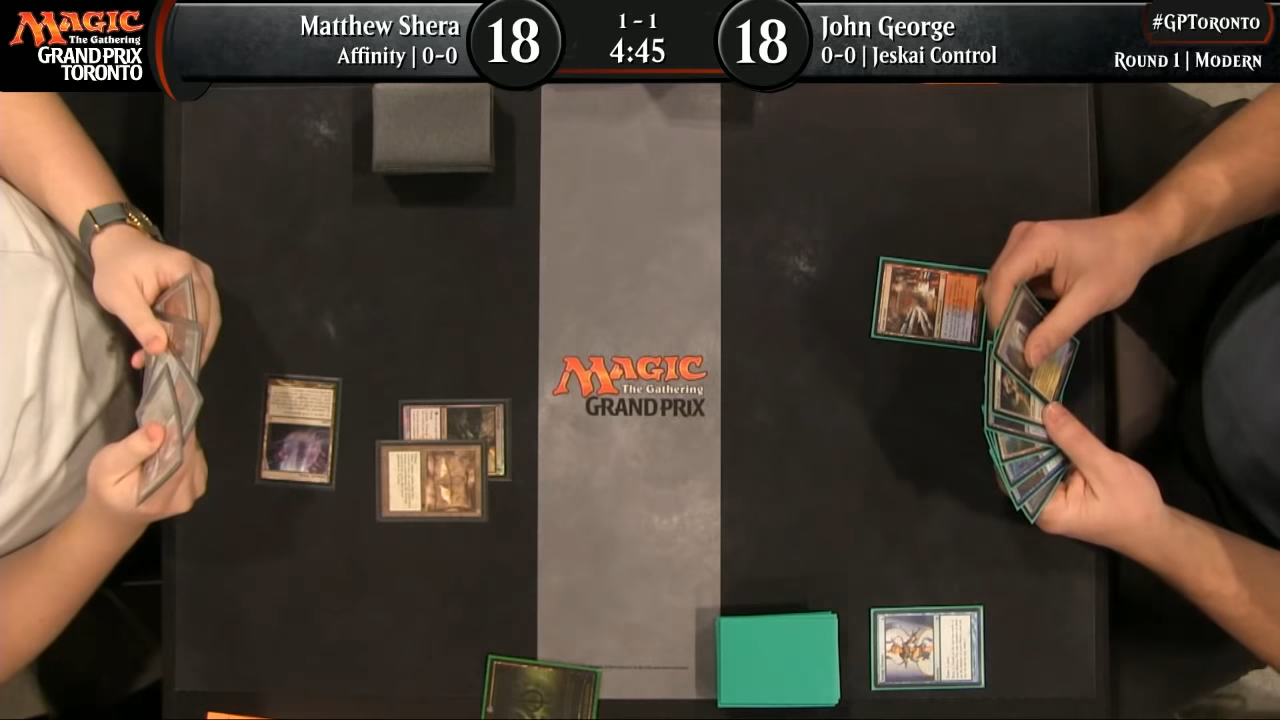 MAGIC
The Gathering
GRAND PRIX
TORONTO
Matthew Shera
Affinity | 0-0
18
1 - 1
4:45
18
John George
0-0 | Jeskai Control
#GPTORONTO
ROUND 1 | MODERN
MAGIC
The Gathering
GRAND PRIX